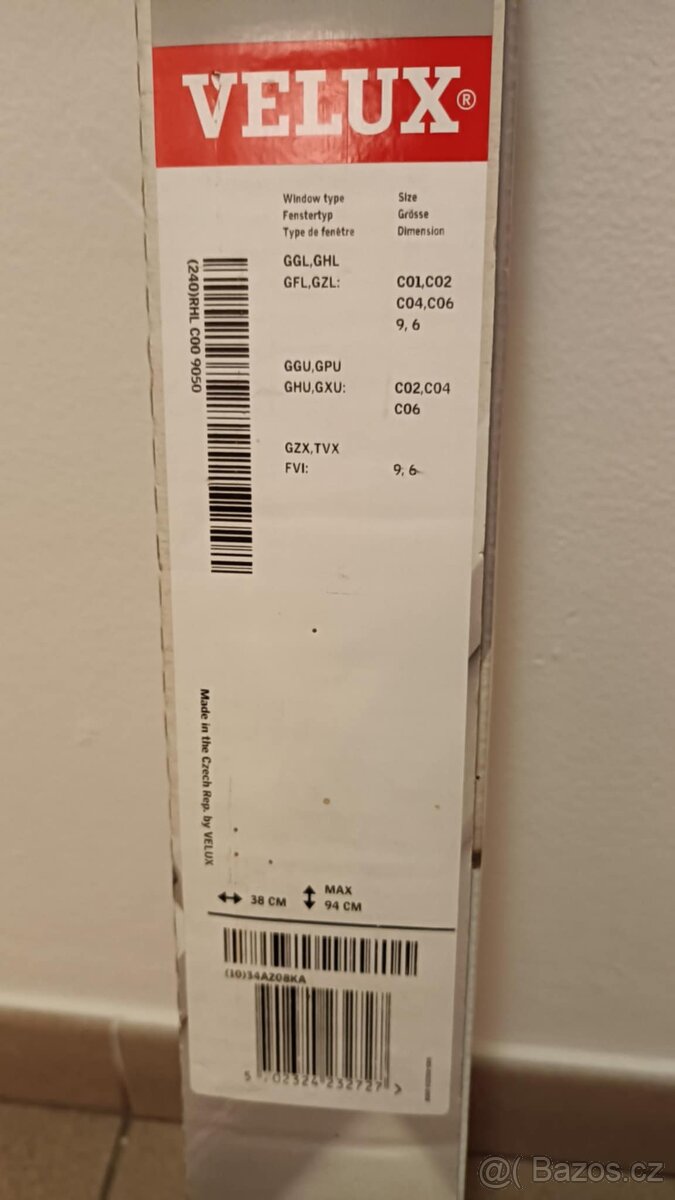 VELUX®
Window type Size
Fenstertyp Grösse
Type de fenêtre Dimension
GGL,GHL
GFL,GZL: C01,C02
C04,C06
9, 6
GGU,GPU
GHU,GXU: C02,C04
C06
GZX,TVX
FVI: 9, 6
(240)RHL C00 9050
Made in the Czech Rep. by VELUX
38 CM MAX
94 CM
(10)34AZ08KA
5 702324 232727 >
@( Bazos.cz